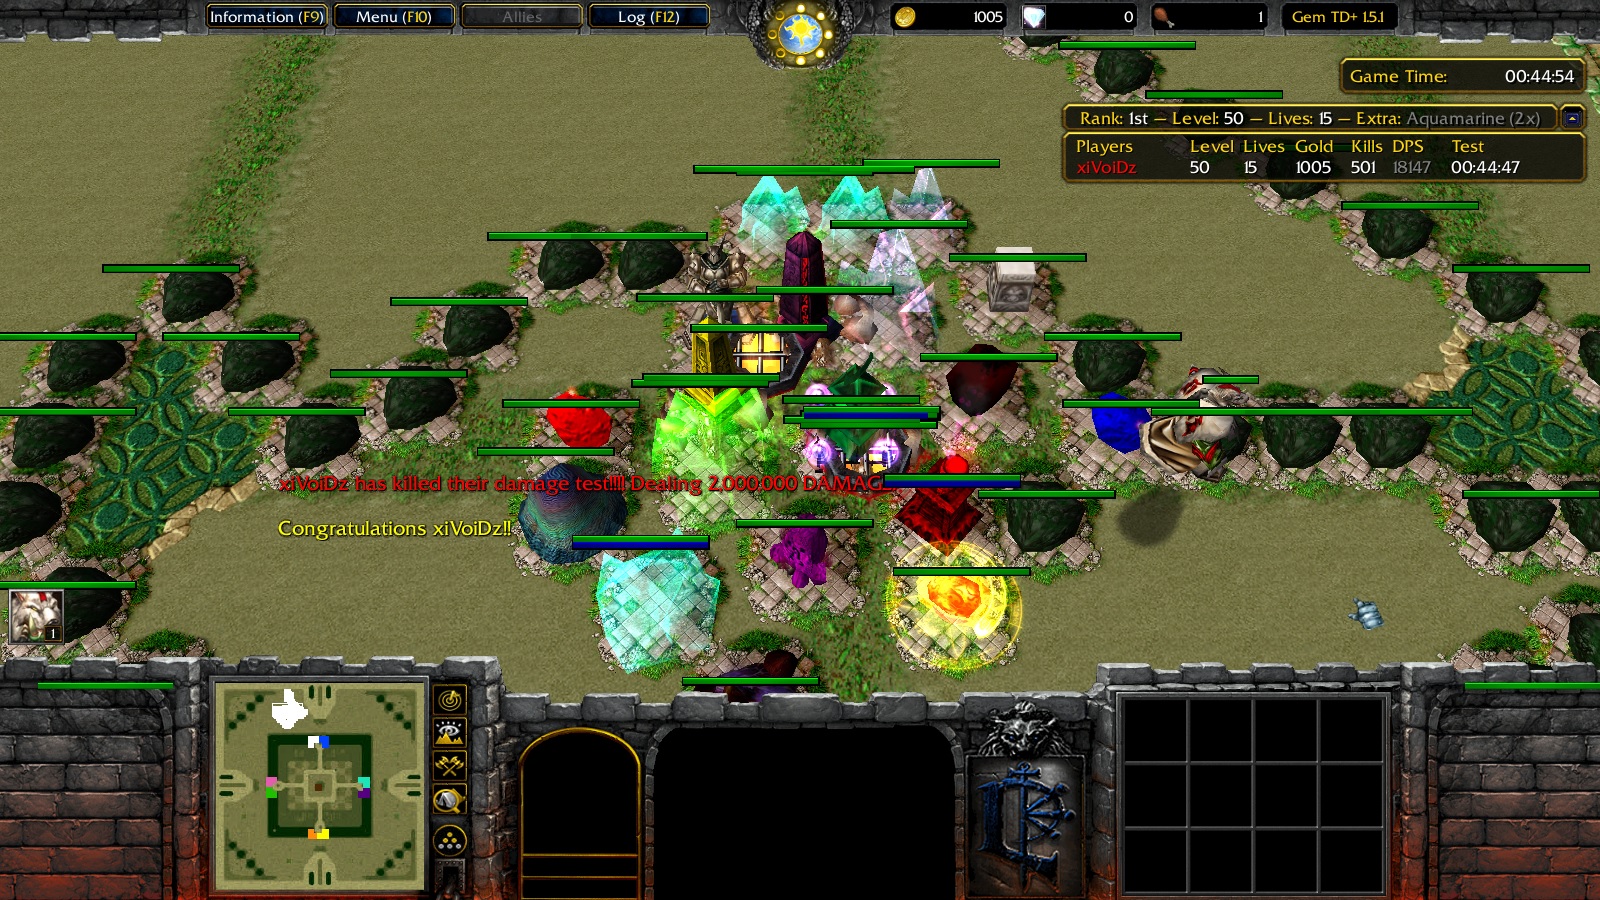 Information (F9) Menu (F10) Allies Log (F12) 1005 0 1 Gem TD+ 1.5.1
Game Time: 00:44:54
Rank: 1st – Level: 50 – Lives: 15 – Extra: Aquamarine (2x)
Players Level Lives Gold Kills DPS Test
xiVoiDz 50 15 1005 501 18147 00:44:47
xiVoiDz has killed their damage test!!!! Dealing 2.000.000 DAMAG
Congratulations xiVoiDz!!
1